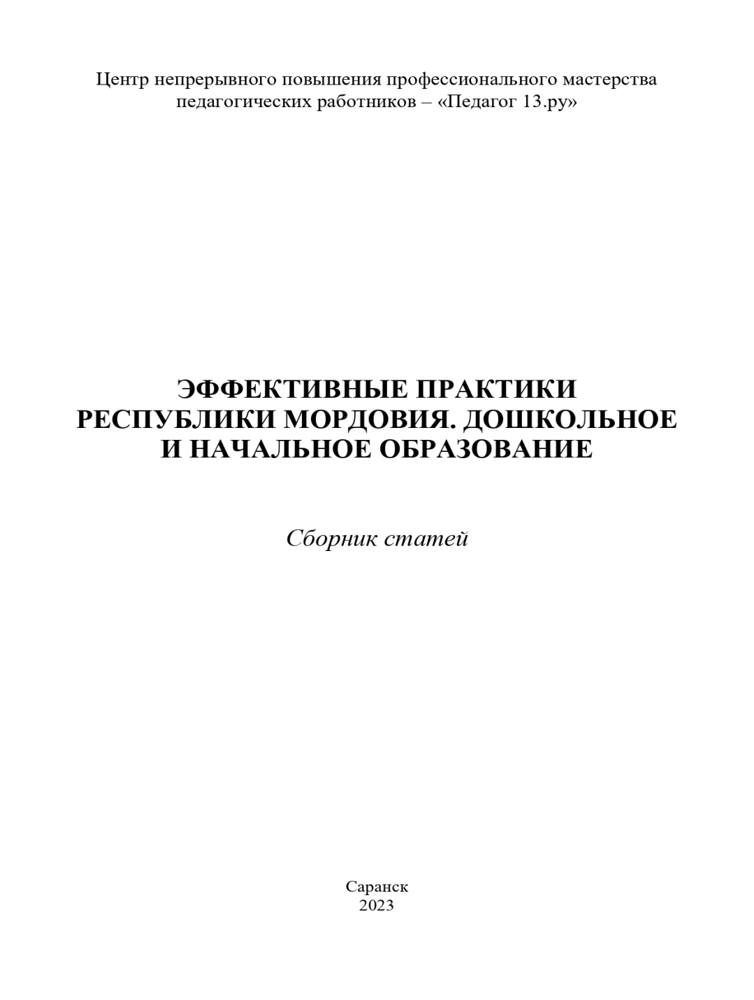 Центр непрерывного повышения профессионального мастерства
педагогических работников – «Педагог 13.ру»
ЭФФЕКТИВНЫЕ ПРАКТИКИ
РЕСПУБЛИКИ МОРДОВИЯ. ДОШКОЛЬНОЕ
И НАЧАЛЬНОЕ ОБРАЗОВАНИЕ
Сборник статей
Саранск
2023